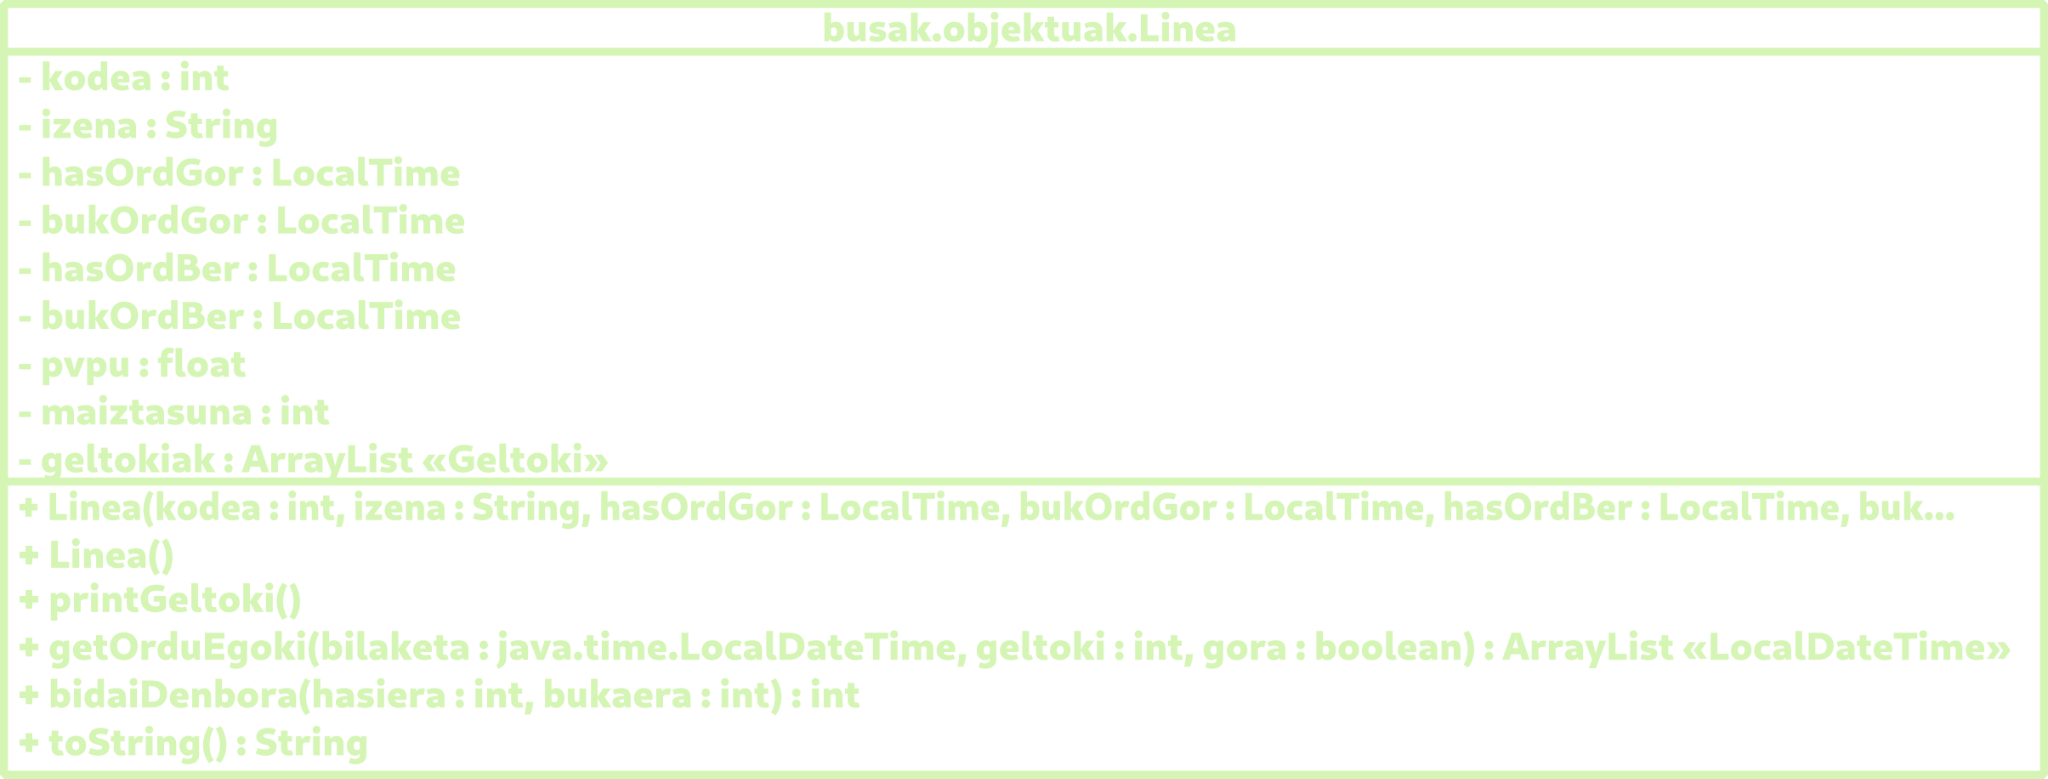 busak.objektuak.Linea
- kodea : int
- izena : String
- hasOrdGor : LocalTime
- bukOrdGor : LocalTime
- hasOrdBer : LocalTime
- bukOrdBer : LocalTime
- pvpu : float
- maiztasuna : int
- geltokiak : ArrayList «Geltoki»
+ Linea(kodea : int, izena : String, hasOrdGor : LocalTime, bukOrdGor : LocalTime, hasOrdBer : LocalTime, buk...
+ Linea()
+ printGeltoki()
+ getOrduEgoki(bilaketa : java.time.LocalDateTime, geltoki : int, gora : boolean) : ArrayList «LocalDateTime»
+ bidaiDenbora(hasiera : int, bukaera : int) : int
+ toString() : String